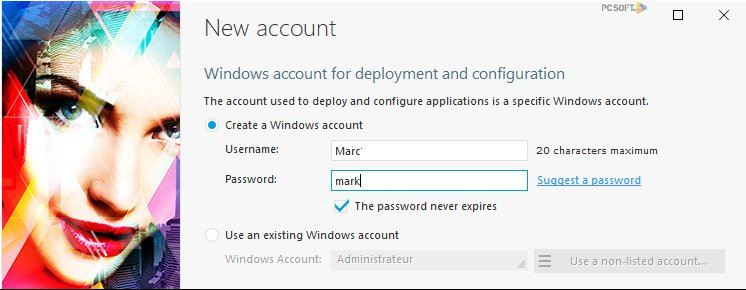 PC SOFT
New account
Windows account for deployment and configuration
The account used to deploy and configure applications is a specific Windows account.
Create a Windows account
Username: Marc 20 characters maximum
Password: mark Suggest a password
The password never expires
Use an existing Windows account
Windows Account: Administrateur Use a non-listed account...